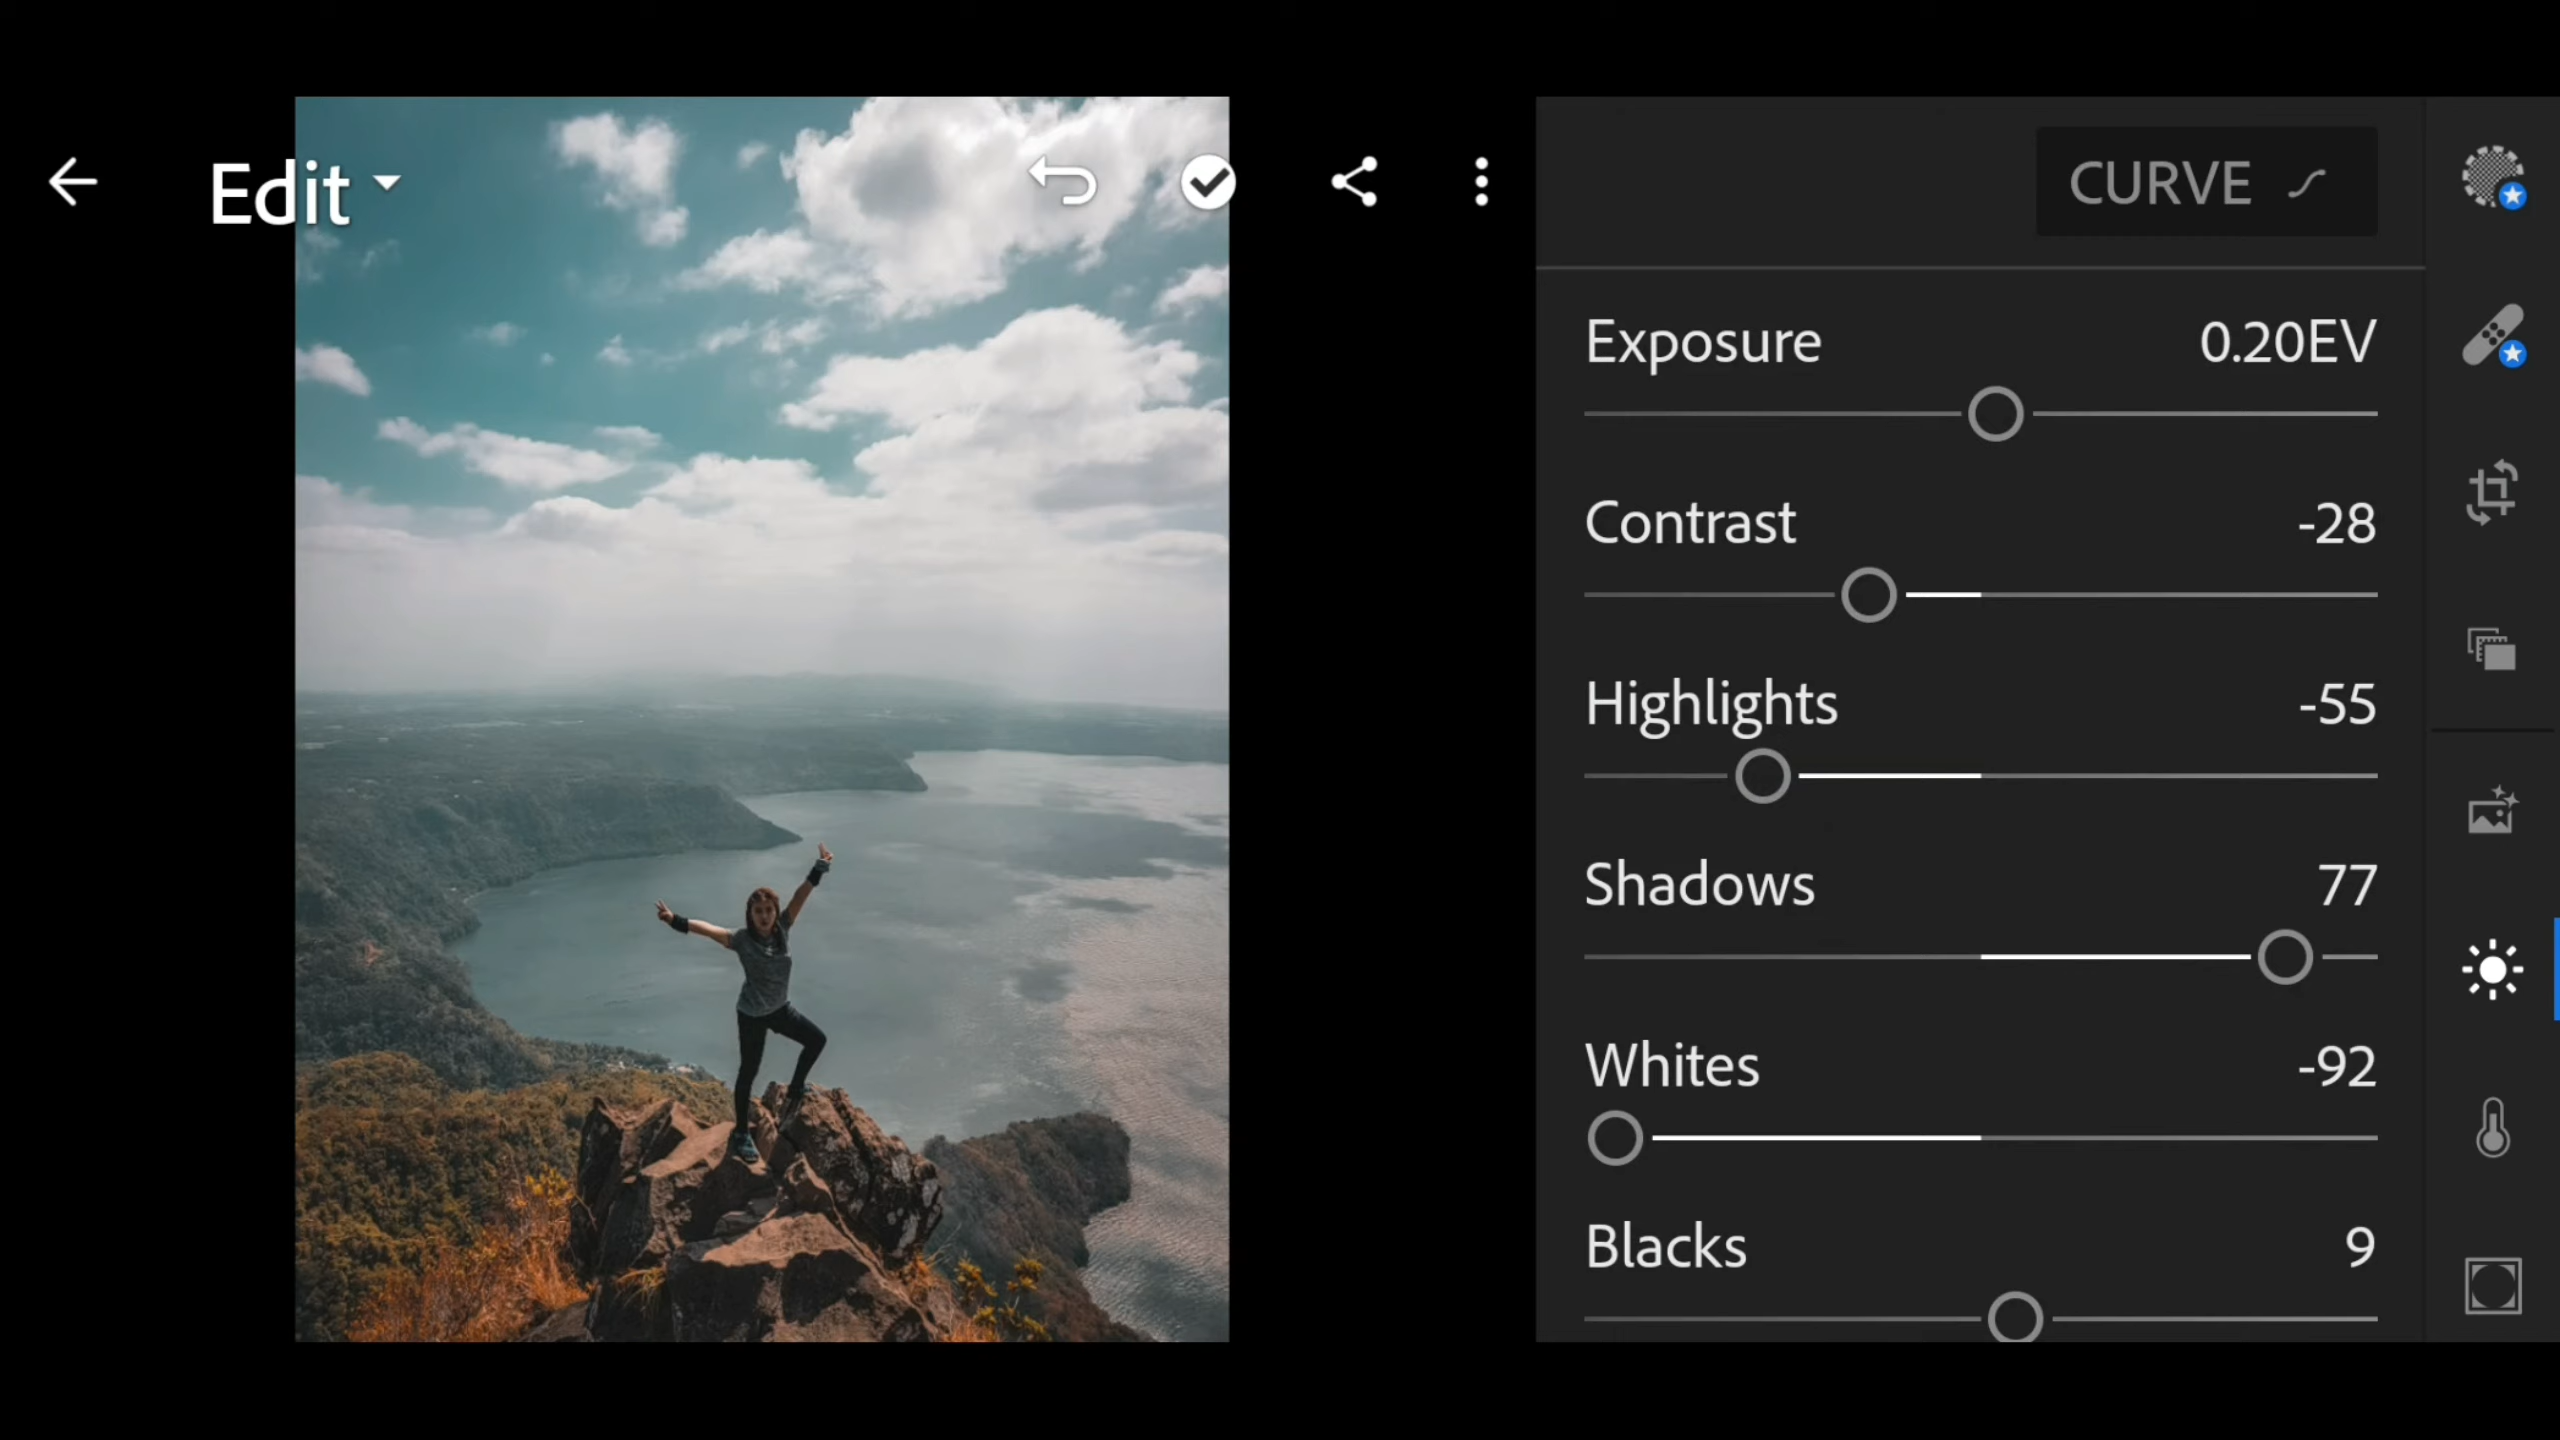 Edit
CURVE
Exposure 0.20EV
Contrast -28
Highlights -55
Shadows 77
Whites -92
Blacks 9